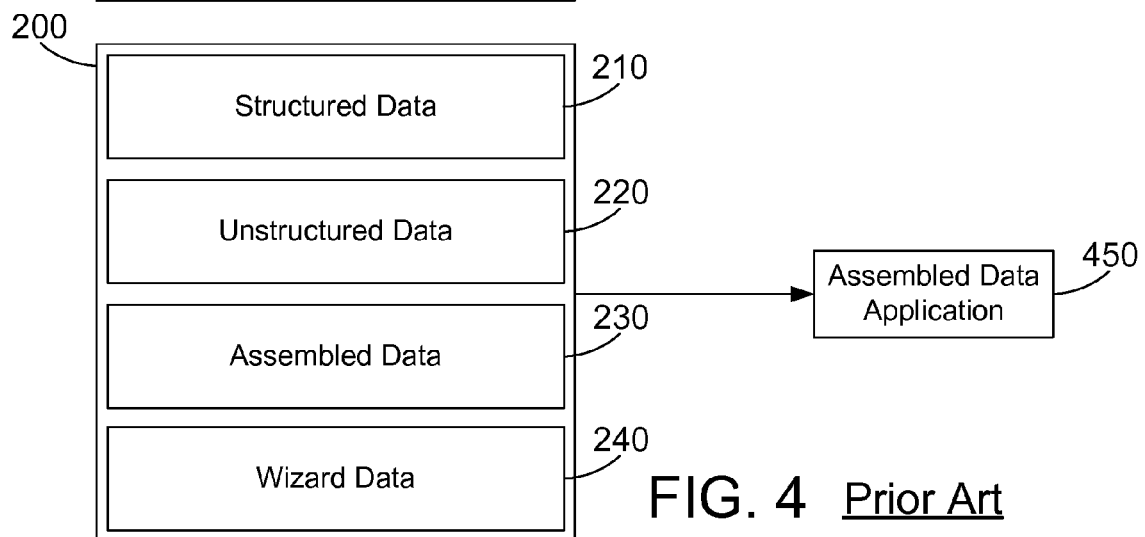 200
Structured Data
210
Unstructured Data
220
Assembled Data
230
Wizard Data
240
Assembled Data
Application
450
FIG. 4 Prior Art